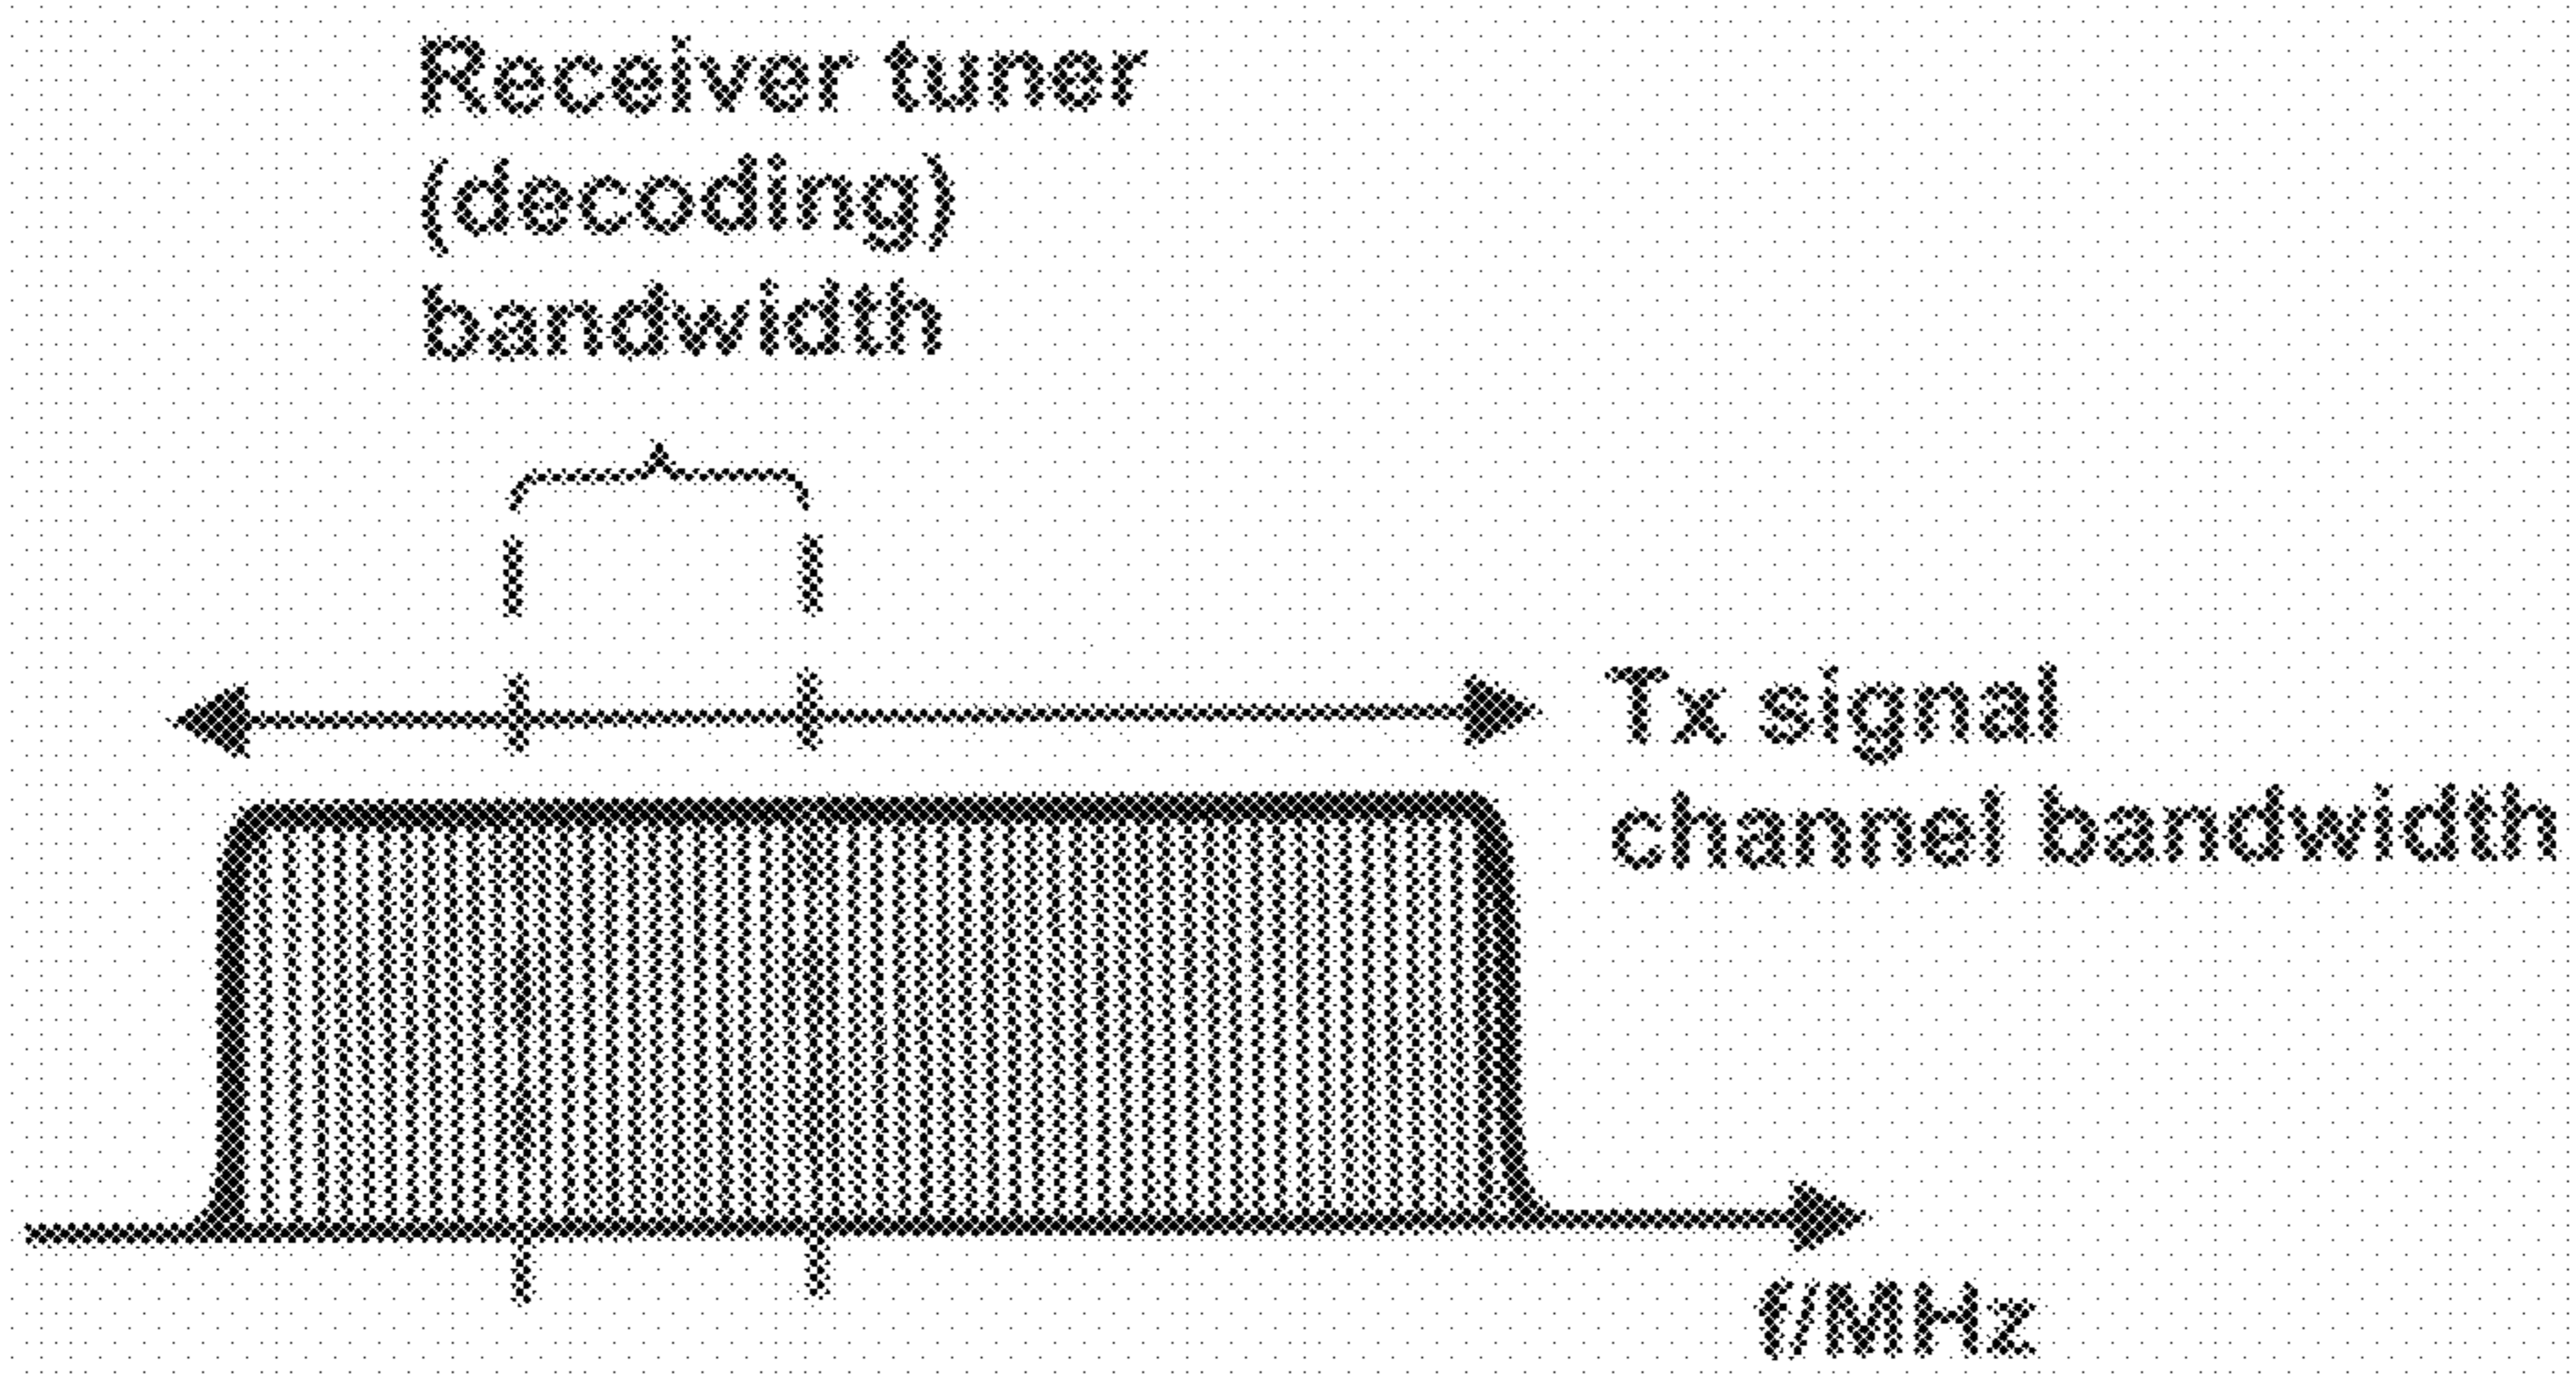 Receiver tuner
(decoding)
bandwidth
Tx signal
channel bandwidth
f/MHz